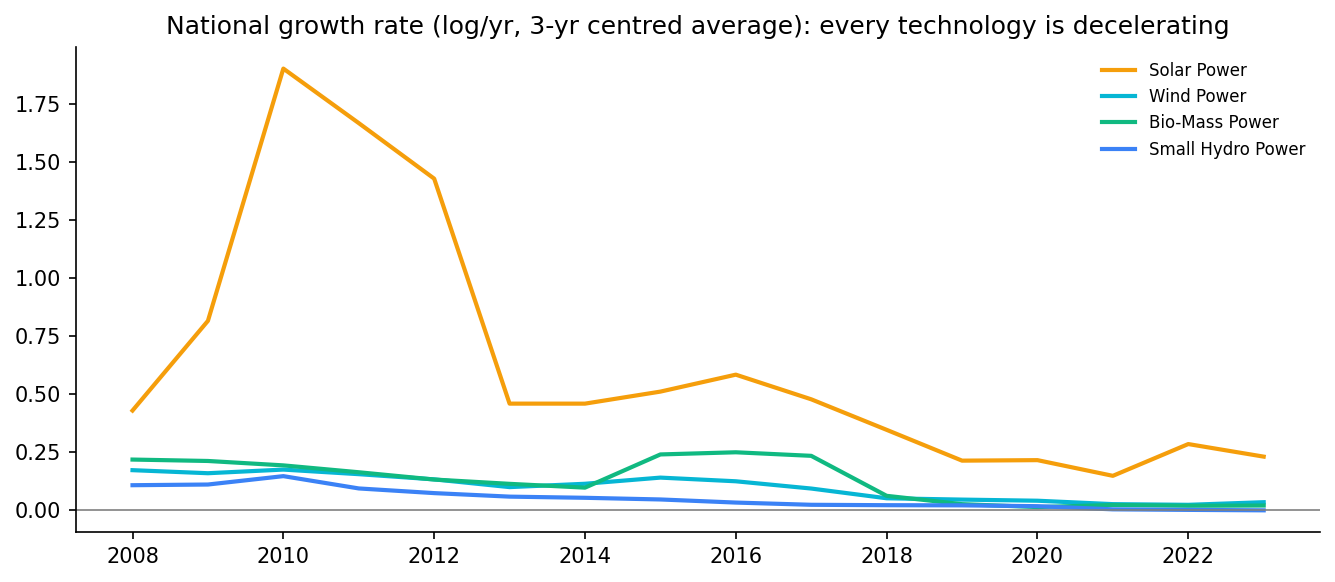 National growth rate (log/yr, 3-yr centred average): every technology is decelerating
Solar Power
Wind Power
Bio-Mass Power
Small Hydro Power
1.75
1.50
1.25
1.00
0.75
0.50
0.25
0.00
2008 2010 2012 2014 2016 2018 2020 2022